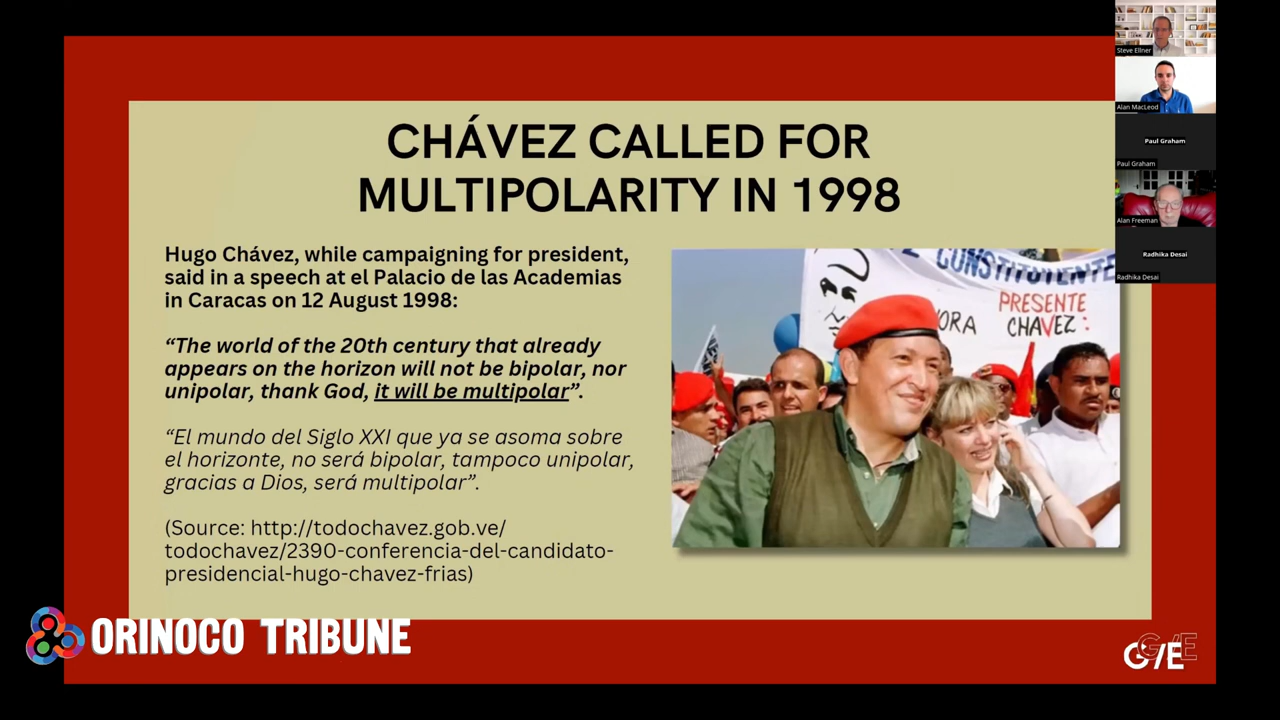 CHÁVEZ CALLED FOR
MULTIPOLARITY IN 1998
Hugo Chávez, while campaigning for president,
said in a speech at el Palacio de las Academias
in Caracas on 12 August 1998:
“The world of the 20th century that already
appears on the horizon will not be bipolar, nor
unipolar, thank God, it will be multipolar”.
“El mundo del Siglo XXI que ya se asoma sobre
el horizonte, no será bipolar, tampoco unipolar,
gracias a Dios, será multipolar”.
(Source: http://todochavez.gob.ve/
todochavez/2390-conferencia-del-candidato-
presidencial-hugo-chavez-frias)
CONSTITUYENTE
PRESENTE
CHAVEZ:
Steve Ellner
Alan MacLeod
Paul Graham
Paul Graham
Alan Freeman
Radhika Desai
Radhika Desai
ORINOCO TRIBUNE
G/E